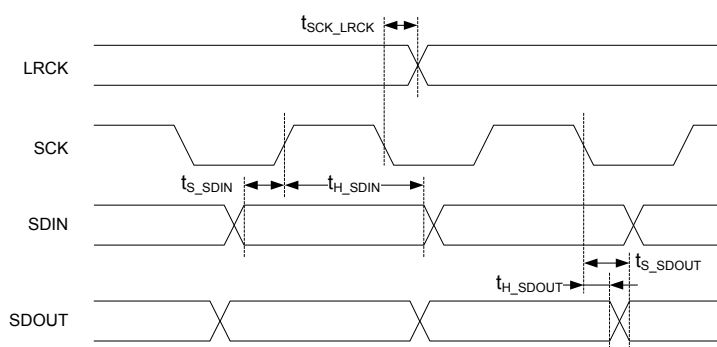 tSCK_LRCK
LRCK
SCK
tS_SDIN
tH_SDIN
SDIN
tS_SDOUT
tH_SDOUT
SDOUT